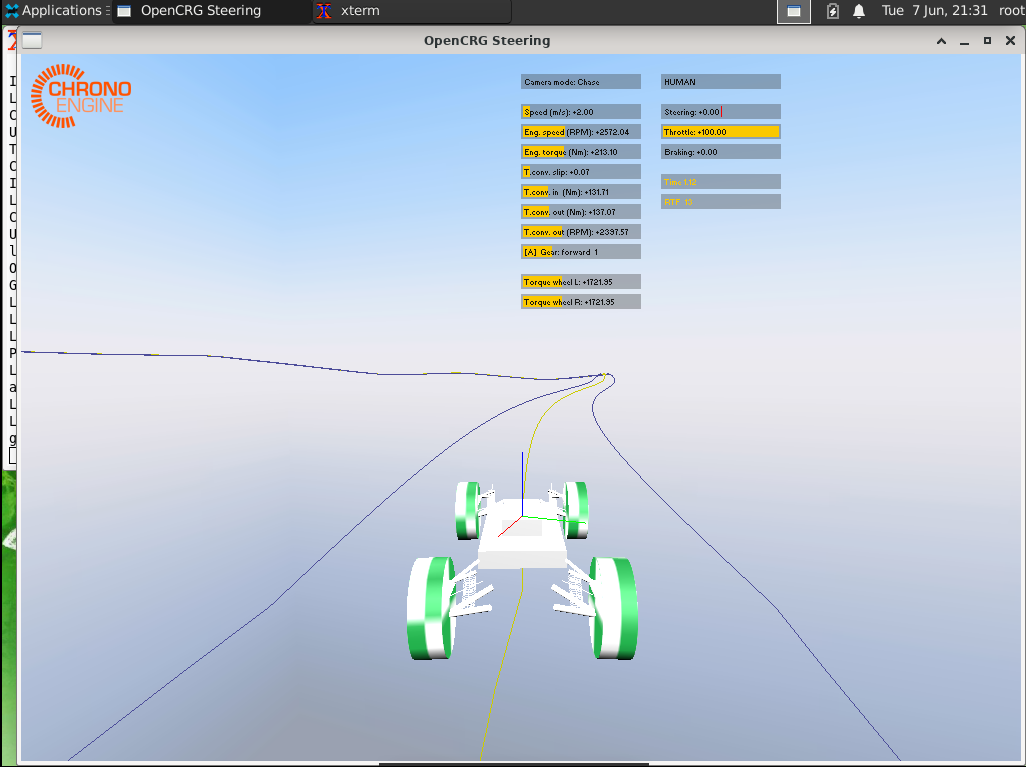 Applications
OpenCRG Steering
xterm
Tue 7 Jun, 21:31
root
OpenCRG Steering
CHRONO
ENGINE
Camera mode: Chase
HUMAN
Speed (m/s): +2.00
Steering: +0.00
Eng. speed (RPM): +2572.04
Throttle: +100.00
Eng. torque (Nm): +213.10
Braking: +0.00
T.conv. slip: +0.07
Time 1.12
T.conv. in (Nm): +131.71
RTF 13
T.conv. out (Nm): +137.07
T.conv. out (RPM): +2397.57
[A] Gear: forward 1
Torque wheel L: +1721.95
Torque wheel R: +1721.95
I
L
C
U
T
C
I
L
C
U
l
O
G
L
L
L
P
L
a
L
L
g